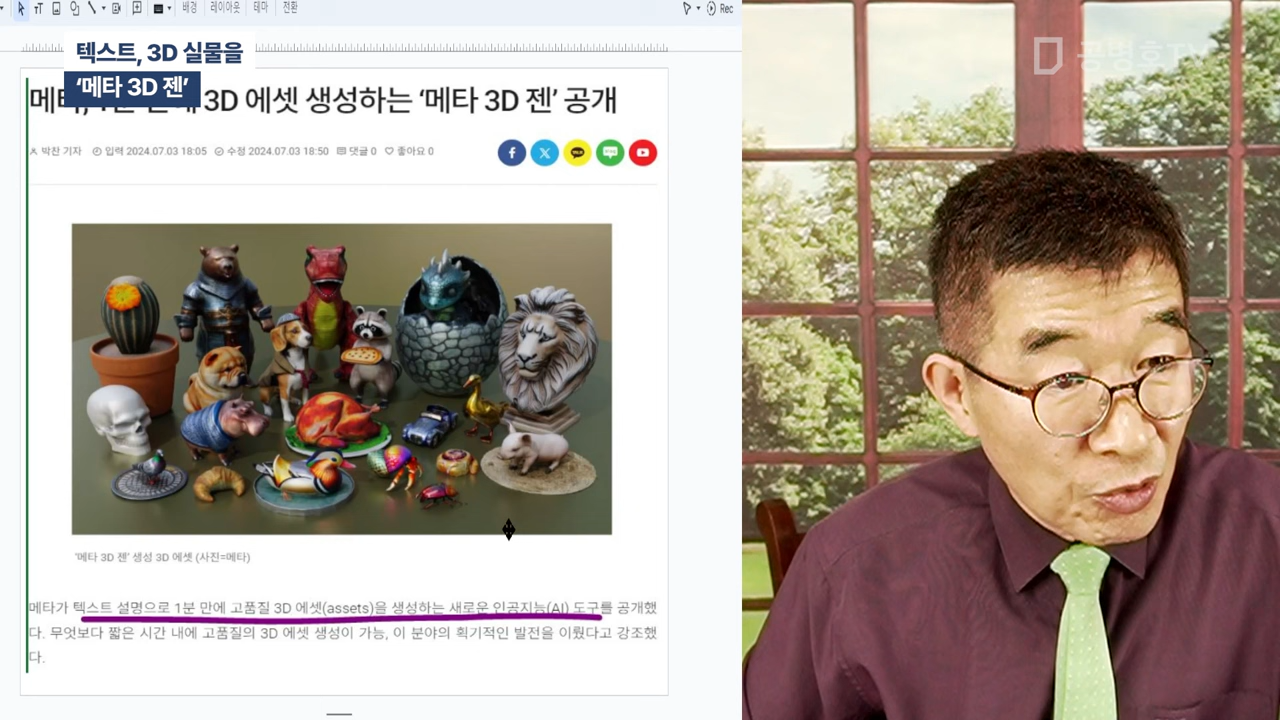 배경 레이아웃 테마 전환
Rec
텍스트, 3D 실물을
‘메타 3D 젠’
3D 에셋 생성하는 ‘메타 3D 젠’ 공개
박찬 기자 입력 2024.07.03 18:05 수정 2024.07.03 18:50 댓글 0 좋아요 0
공병호TV
‘메타 3D 젠’ 생성 3D 에셋 (사진=메타)
메타가 텍스트 설명으로 1분 만에 고품질 3D 에셋(assets)을 생성하는 새로운 인공지능(AI) 도구를 공개했
다. 무엇보다 짧은 시간 내에 고품질의 3D 에셋 생성이 가능, 이 분야의 획기적인 발전을 이뤘다고 강조했
다.